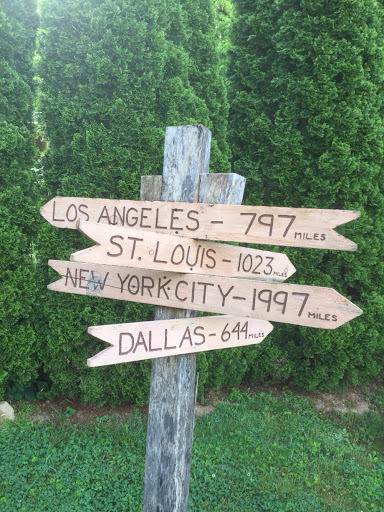 LOS ANGELES - 797 MILES
ST. LOUIS - 1023 MILES
NEW YORK CITY - 1997 MILES
DALLAS - 644 MILES